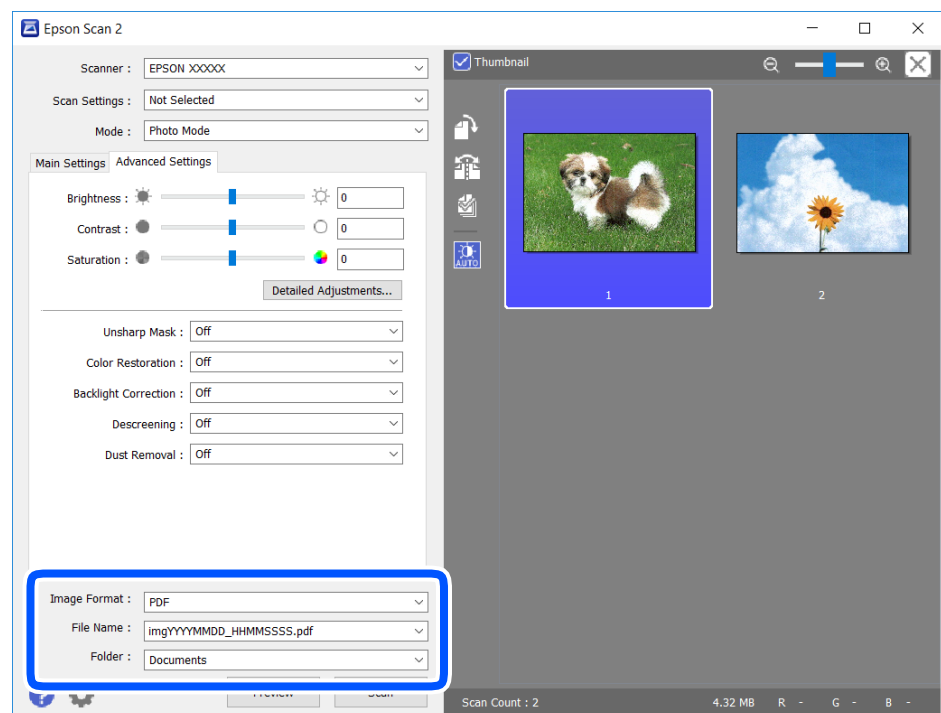 Epson Scan 2
Scanner : EPSON XXXXX
Scan Settings : Not Selected
Mode : Photo Mode
Main Settings Advanced Settings
Brightness : 0
Contrast : 0
Saturation : 0
Detailed Adjustments...
Unsharp Mask : Off
Color Restoration : Off
Backlight Correction : Off
Descreening : Off
Dust Removal : Off
Image Format : PDF
File Name : imgYYYYMMDD_HHMMSSSS.pdf
Folder : Documents
Preview Scan
Thumbnail
AUTO
1 2
Scan Count : 2 4.32 MB R - G - B -